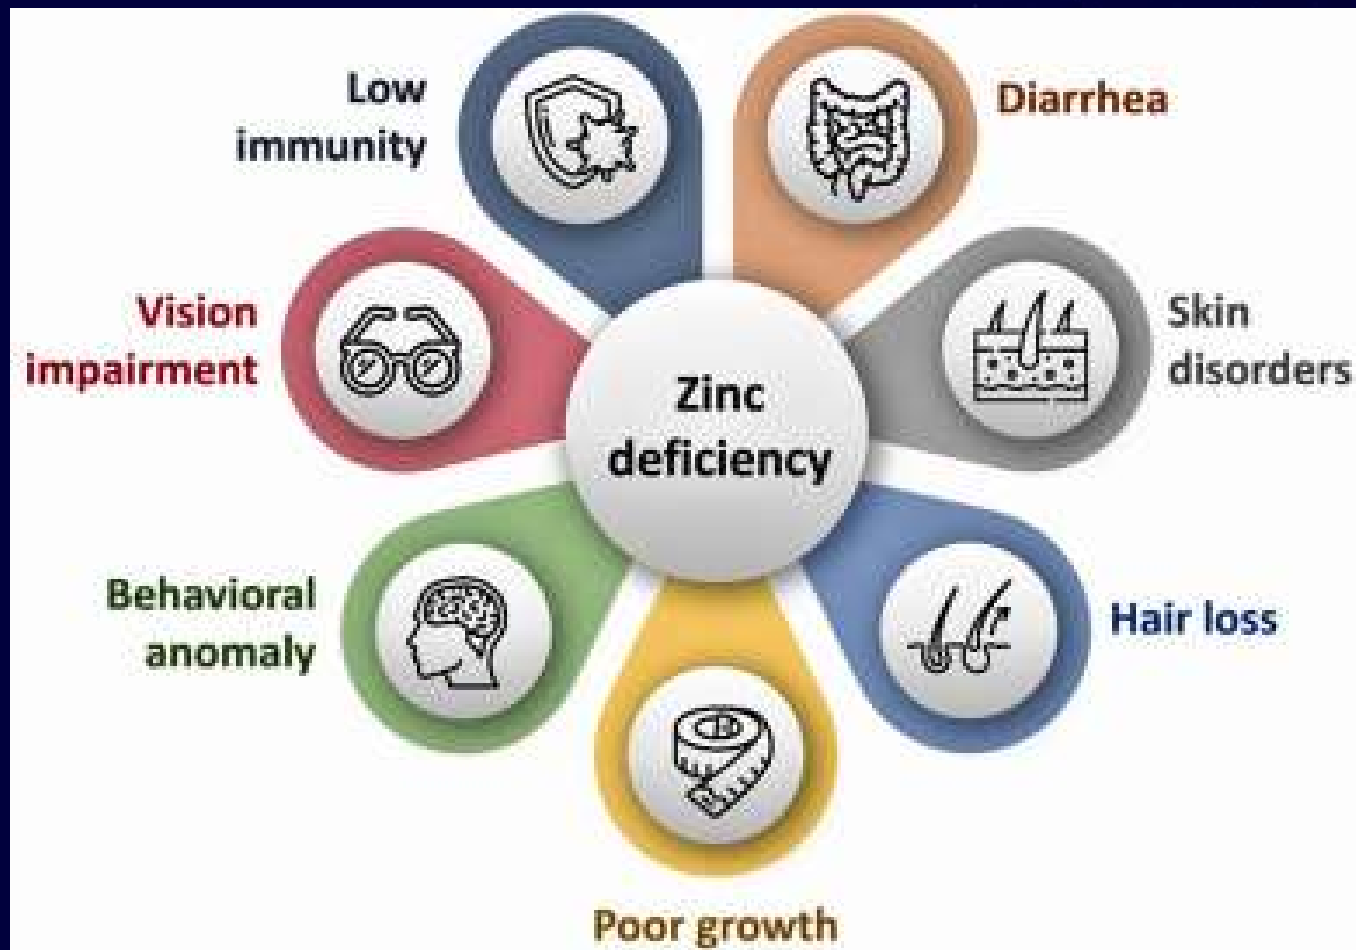 Low
immunity
Diarrhea
Vision
impairment
Skin
disorders
Zinc
deficiency
Behavioral
anomaly
Hair loss
Poor growth